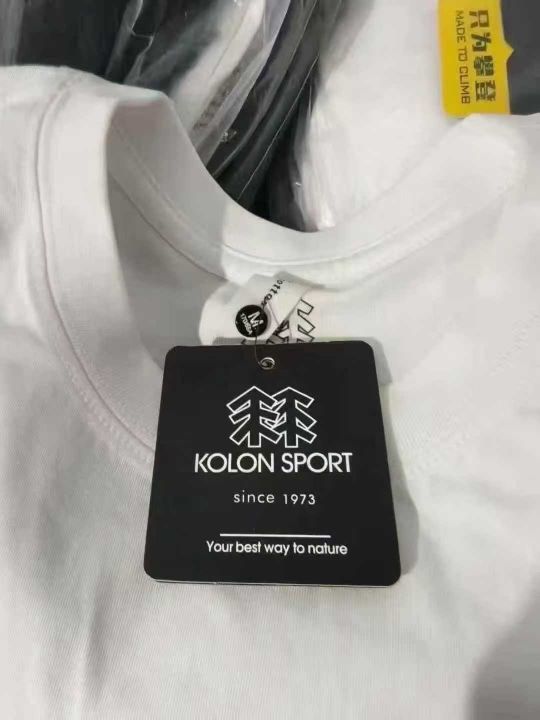 只为攀登
MADE TO CLIMB
M
KOLON SPORT
since 1973
Your best way to nature